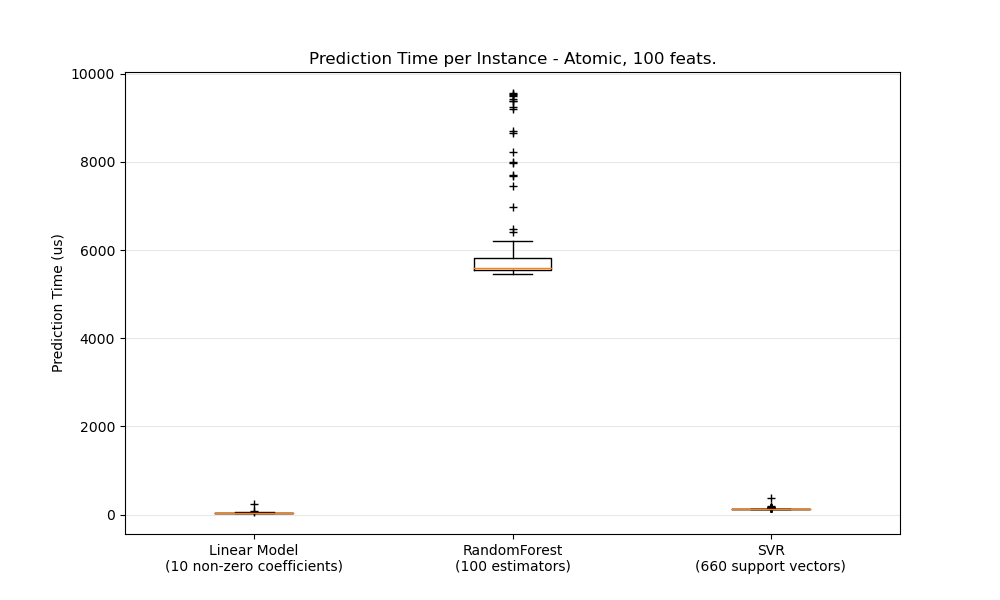 Prediction Time per Instance - Atomic, 100 feats.
10000
8000
6000
4000
2000
0
Prediction Time (us)
Linear Model
(10 non-zero coefficients)
RandomForest
(100 estimators)
SVR
(660 support vectors)